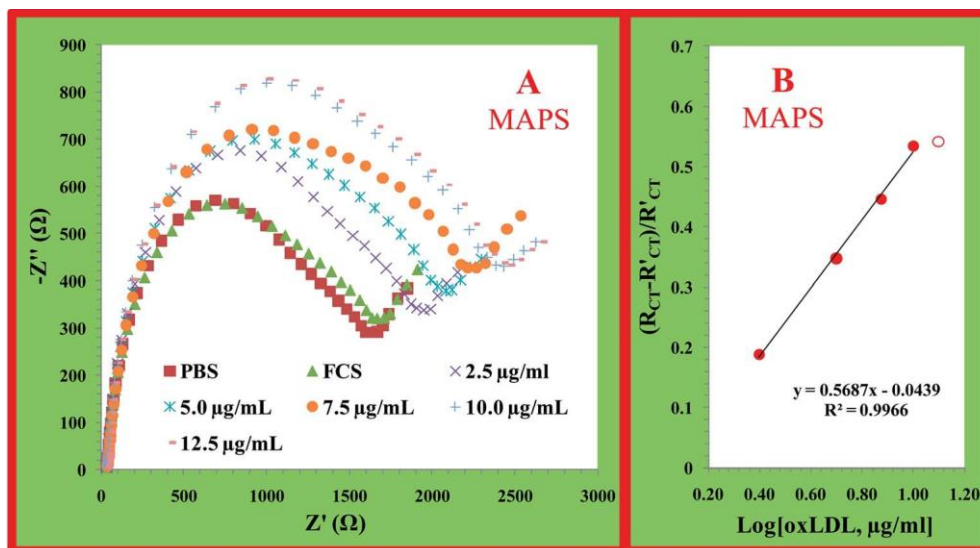 A
MAPS
900
800
700
600
500
400
300
200
100
0
-Z'' (Ω)
PBS
FCS
2.5 µg/ml
5.0 µg/mL
7.5 µg/mL
10.0 µg/mL
12.5 µg/mL
0
500
1000
1500
2000
2500
3000
Z' (Ω)
B
MAPS
0.7
0.6
0.5
0.4
0.3
0.2
0.1
0
(R_CT-R'_CT)/R'_CT
y = 0.5687x - 0.0439
R² = 0.9966
0.20
0.40
0.60
0.80
1.00
1.20
Log[oxLDL, µg/ml]